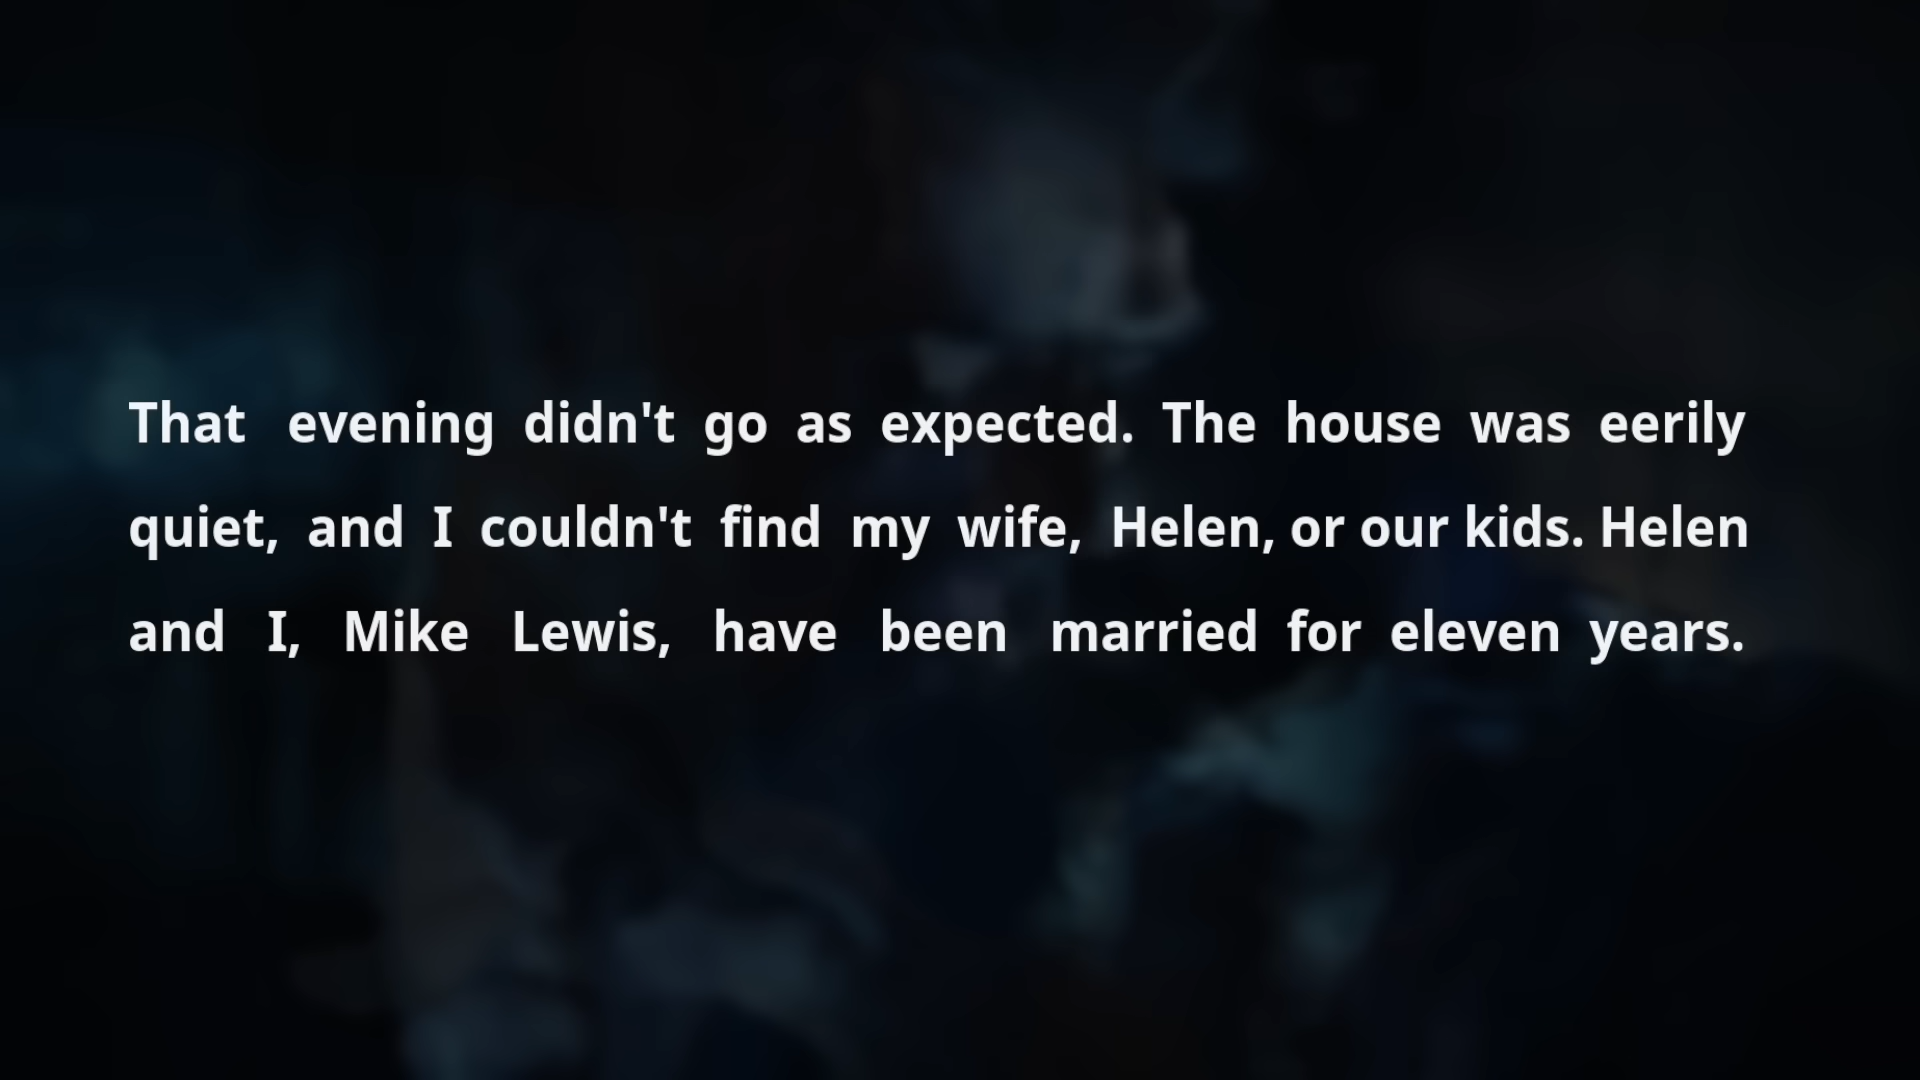 That evening didn't go as expected. The house was eerily
quiet, and I couldn't find my wife, Helen, or our kids. Helen
and I, Mike Lewis, have been married for eleven years.